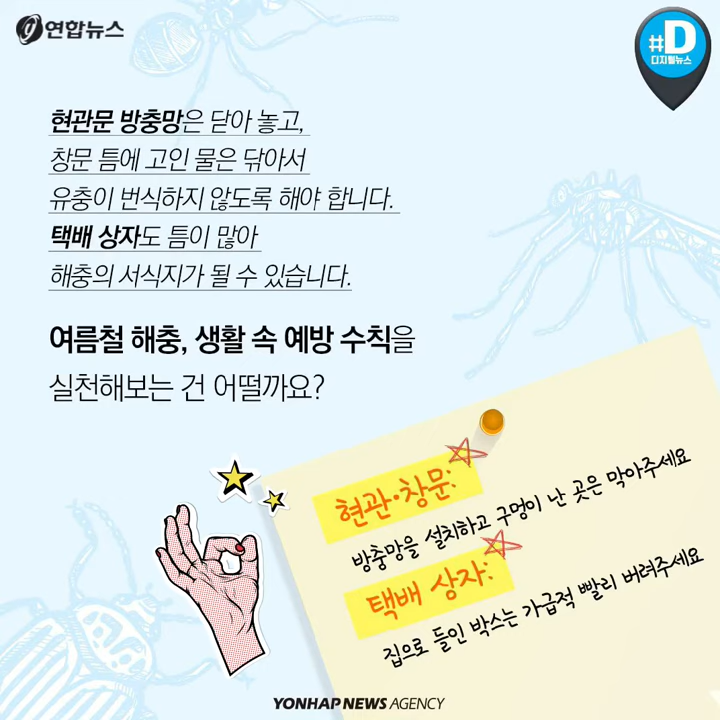 연합뉴스
#D
디지털뉴스
현관문 방충망은 닫아 놓고,
창문 틈에 고인 물은 닦아서
유충이 번식하지 않도록 해야 합니다.
택배 상자도 틈이 많아
해충의 서식지가 될 수 있습니다.
여름철 해충, 생활 속 예방 수칙을
실천해보는 건 어떨까요?
현관·창문:
방충망을 설치하고 구멍이 난 곳은 막아주세요
택배 상자:
집으로 들인 박스는 가급적 빨리 버려주세요
YONHAP NEWS AGENCY